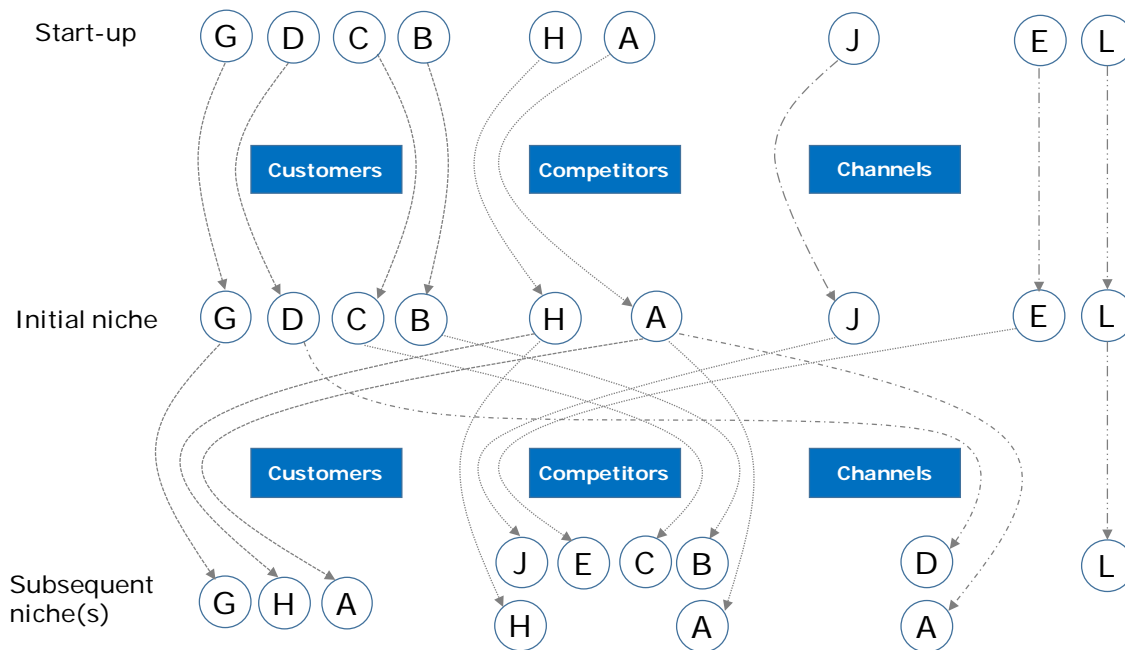 Start-up
G D C B H A J E L
Customers Competitors Channels
Initial niche
G D C B H A J E L
Customers Competitors Channels
J E C B D L
Subsequent
niche(s)
G H A
H A A